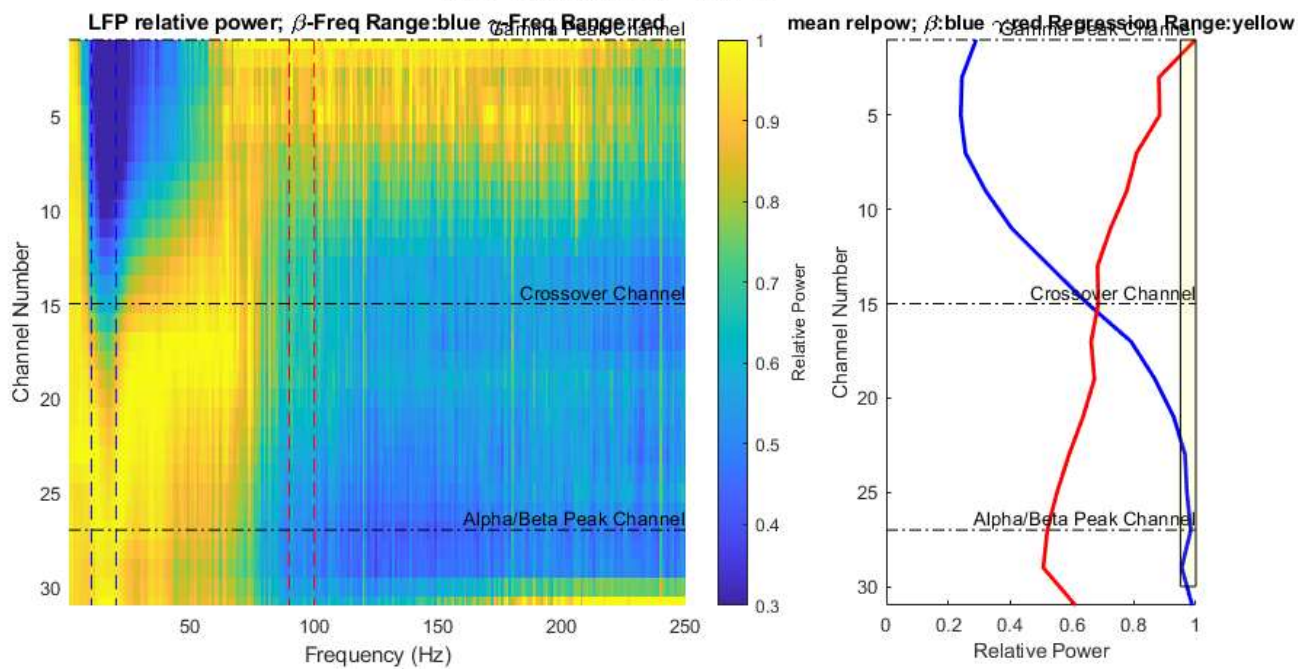 LFP relative power; β-Freq Range:blue γ-Freq Range:red
Gamma Peak Channel
Crossover Channel
Alpha/Beta Peak Channel
Channel Number
5
10
15
20
25
30
50
100
150
200
250
Frequency (Hz)
1
0.9
0.8
0.7
0.6
0.5
0.4
0.3
Relative Power
mean relpow; β:blue γ:red Regression Range:yellow
Gamma Peak Channel
Crossover Channel
Alpha/Beta Peak Channel
Channel Number
5
10
15
20
25
30
0
0.2
0.4
0.6
0.8
1
Relative Power